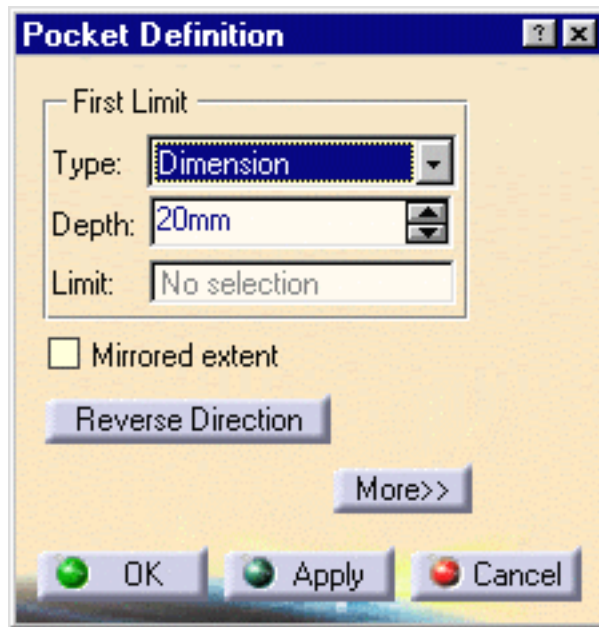 Pocket Definition
First Limit
Type: Dimension
Depth: 20mm
Limit: No selection
Mirrored extent
Reverse Direction
More>>
OK Apply Cancel